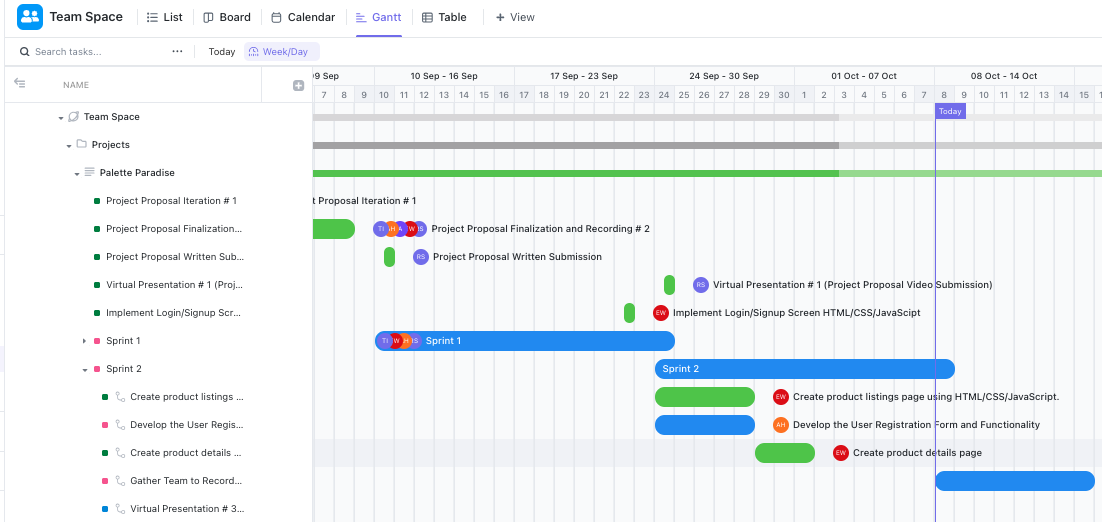 Team Space
List
Board
Calendar
Gantt
Table
+ View
Search tasks...
Today
Week/Day
NAME
09 Sep
10 Sep - 16 Sep
17 Sep - 23 Sep
24 Sep - 30 Sep
01 Oct - 07 Oct
08 Oct - 14 Oct
7 8 9 10 11 12 13 14 15 16 17 18 19 20 21 22 23 24 25 26 27 28 29 30 1 2 3 4 5 6 7 8 9 10 11 12 13 14 15
Team Space
Today
Projects
Palette Paradise
Project Proposal Iteration # 1
t Proposal Iteration # 1
Project Proposal Finalization...
TI AH EW RS
Project Proposal Finalization and Recording # 2
Project Proposal Written Sub...
RS
Project Proposal Written Submission
Virtual Presentation # 1 (Proj...
RS
Virtual Presentation # 1 (Project Proposal Video Submission)
Implement Login/Signup Scr...
EW
Implement Login/Signup Screen HTML/CSS/JavaScipt
Sprint 1
TI
Sprint 1
Sprint 2
Sprint 2
Create product listings ...
EW
Create product listings page using HTML/CSS/JavaScript.
Develop the User Regis...
AH
Develop the User Registration Form and Functionality
Create product details ...
EW
Create product details page
Gather Team to Record...
Virtual Presentation # 3...